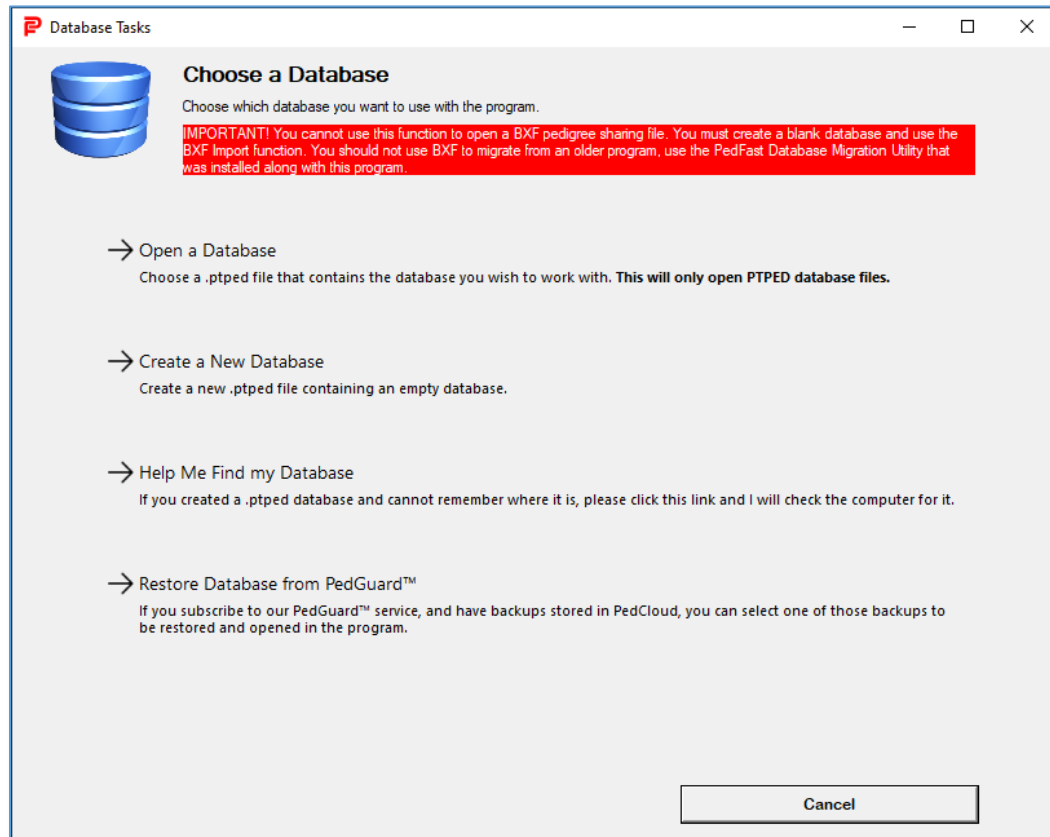 Database Tasks
Choose a Database
Choose which database you want to use with the program.
IMPORTANT! You cannot use this function to open a BXF pedigree sharing file. You must create a blank database and use the
BXF Import function. You should not use BXF to migrate from an older program, use the PedFast Database Migration Utility that
was installed along with this program.
Open a Database
Choose a .ptped file that contains the database you wish to work with. This will only open PTPED database files.
Create a New Database
Create a new .ptped file containing an empty database.
Help Me Find my Database
If you created a .ptped database and cannot remember where it is, please click this link and I will check the computer for it.
Restore Database from PedGuard™
If you subscribe to our PedGuard™ service, and have backups stored in PedCloud, you can select one of those backups to
be restored and opened in the program.
Cancel